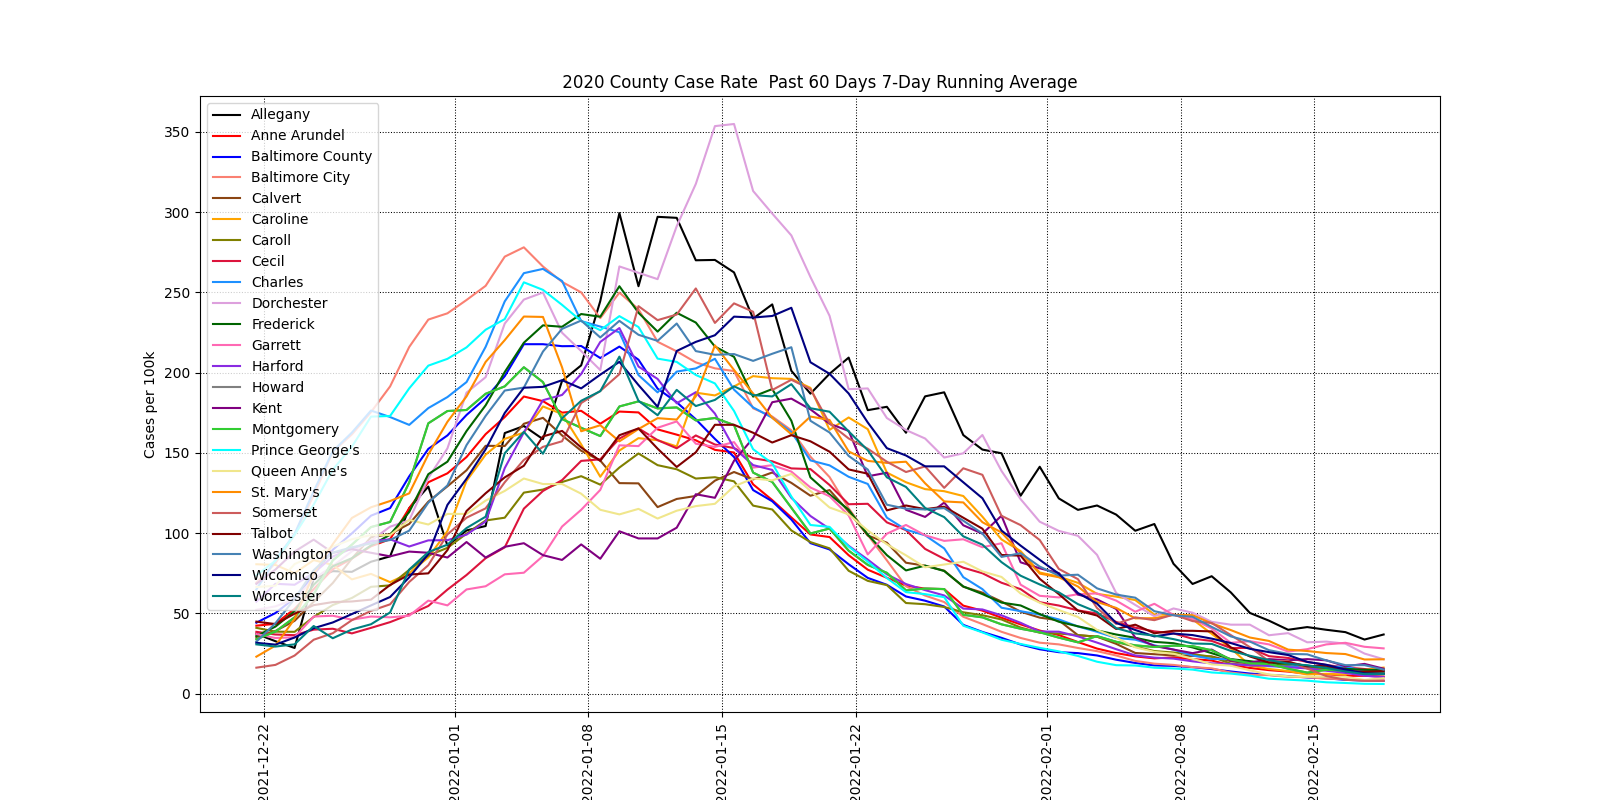 2020 County Case Rate  Past 60 Days 7-Day Running Average
Cases per 100k
350
300
250
200
150
100
50
0
Allegany
Anne Arundel
Baltimore County
Baltimore City
Calvert
Caroline
Caroll
Cecil
Charles
Dorchester
Frederick
Garrett
Harford
Howard
Kent
Montgomery
Prince George's
Queen Anne's
St. Mary's
Somerset
Talbot
Washington
Wicomico
Worcester
2021-12-22
2022-01-01
2022-01-08
2022-01-15
2022-01-22
2022-02-01
2022-02-08
2022-02-15